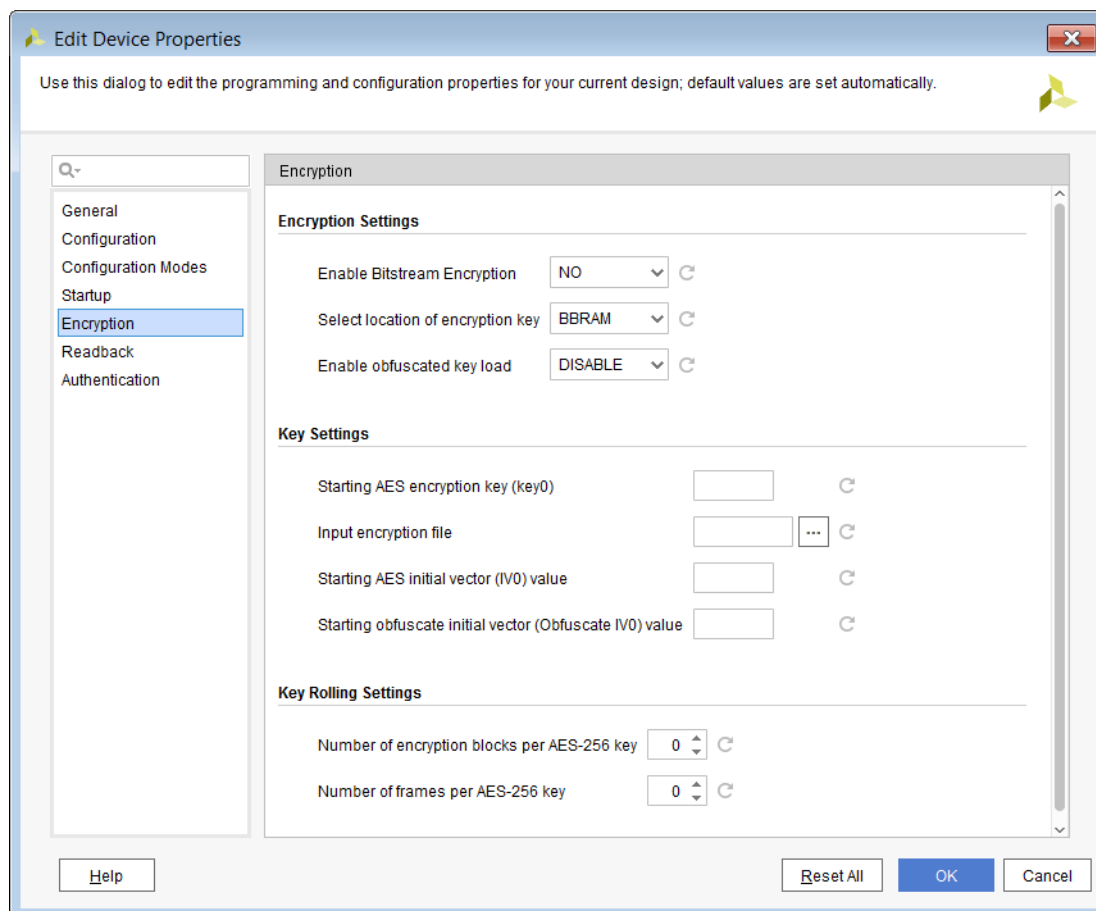 Edit Device Properties
Use this dialog to edit the programming and configuration properties for your current design; default values are set automatically.
General
Configuration
Configuration Modes
Startup
Encryption
Readback
Authentication
Encryption
Encryption Settings
Enable Bitstream Encryption NO
Select location of encryption key BBRAM
Enable obfuscated key load DISABLE
Key Settings
Starting AES encryption key (key0)
Input encryption file ...
Starting AES initial vector (IV0) value
Starting obfuscate initial vector (Obfuscate IV0) value
Key Rolling Settings
Number of encryption blocks per AES-256 key 0
Number of frames per AES-256 key 0
Help Reset All OK Cancel